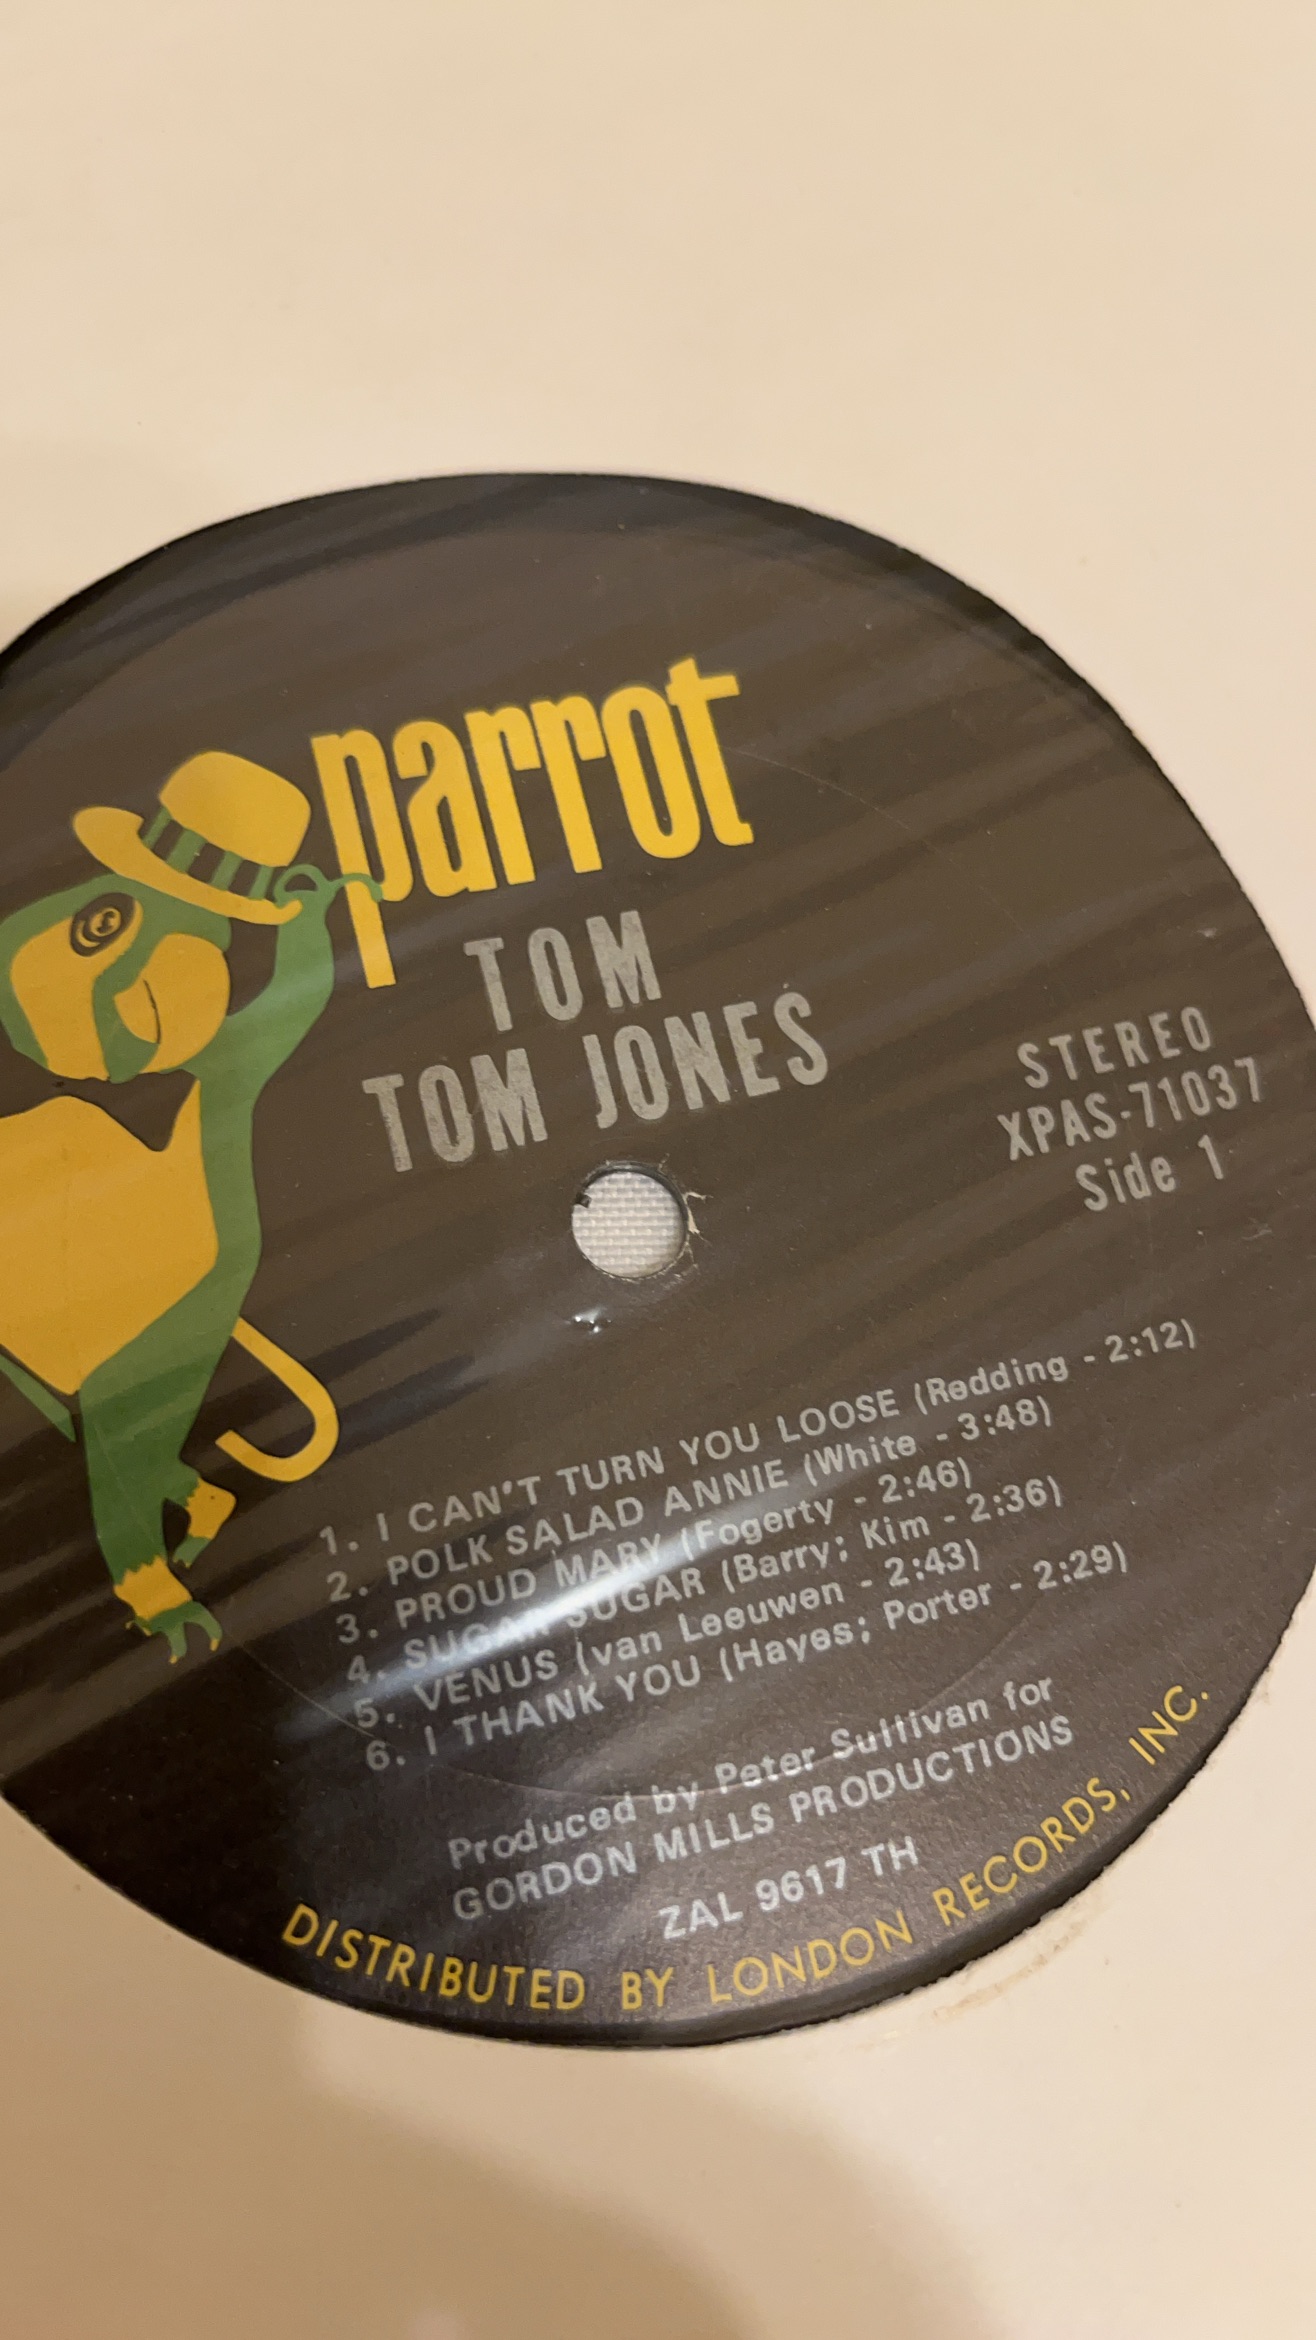 parrot
TOM
TOM JONES
STEREO
XPAS-71037
Side 1
1. I CAN'T TURN YOU LOOSE (Redding - 2:12)
2. POLK SALAD ANNIE (White - 3:48)
3. PROUD MARY (Fogerty - 2:46)
4. SUGAR SUGAR (Barry; Kim - 2:36)
5. VENUS (van Leeuwen - 2:43)
6. I THANK YOU (Hayes; Porter - 2:29)
Produced by Peter Sullivan for
GORDON MILLS PRODUCTIONS
ZAL 9617 TH
DISTRIBUTED BY LONDON RECORDS, INC.